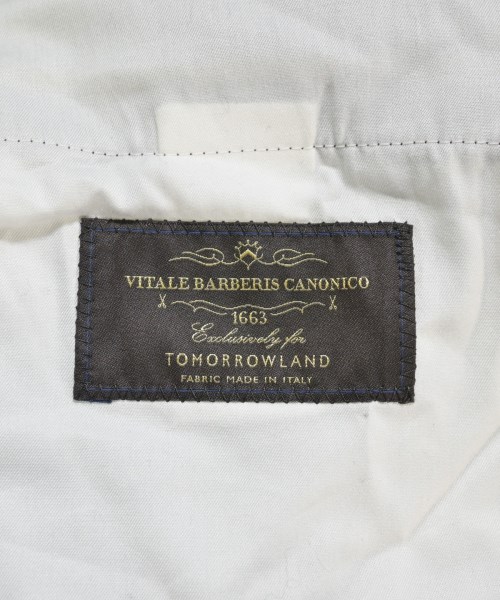 VITALE BARBERIS CANONICO
1663
Exclusively for
TOMORROWLAND
FABRIC MADE IN ITALY